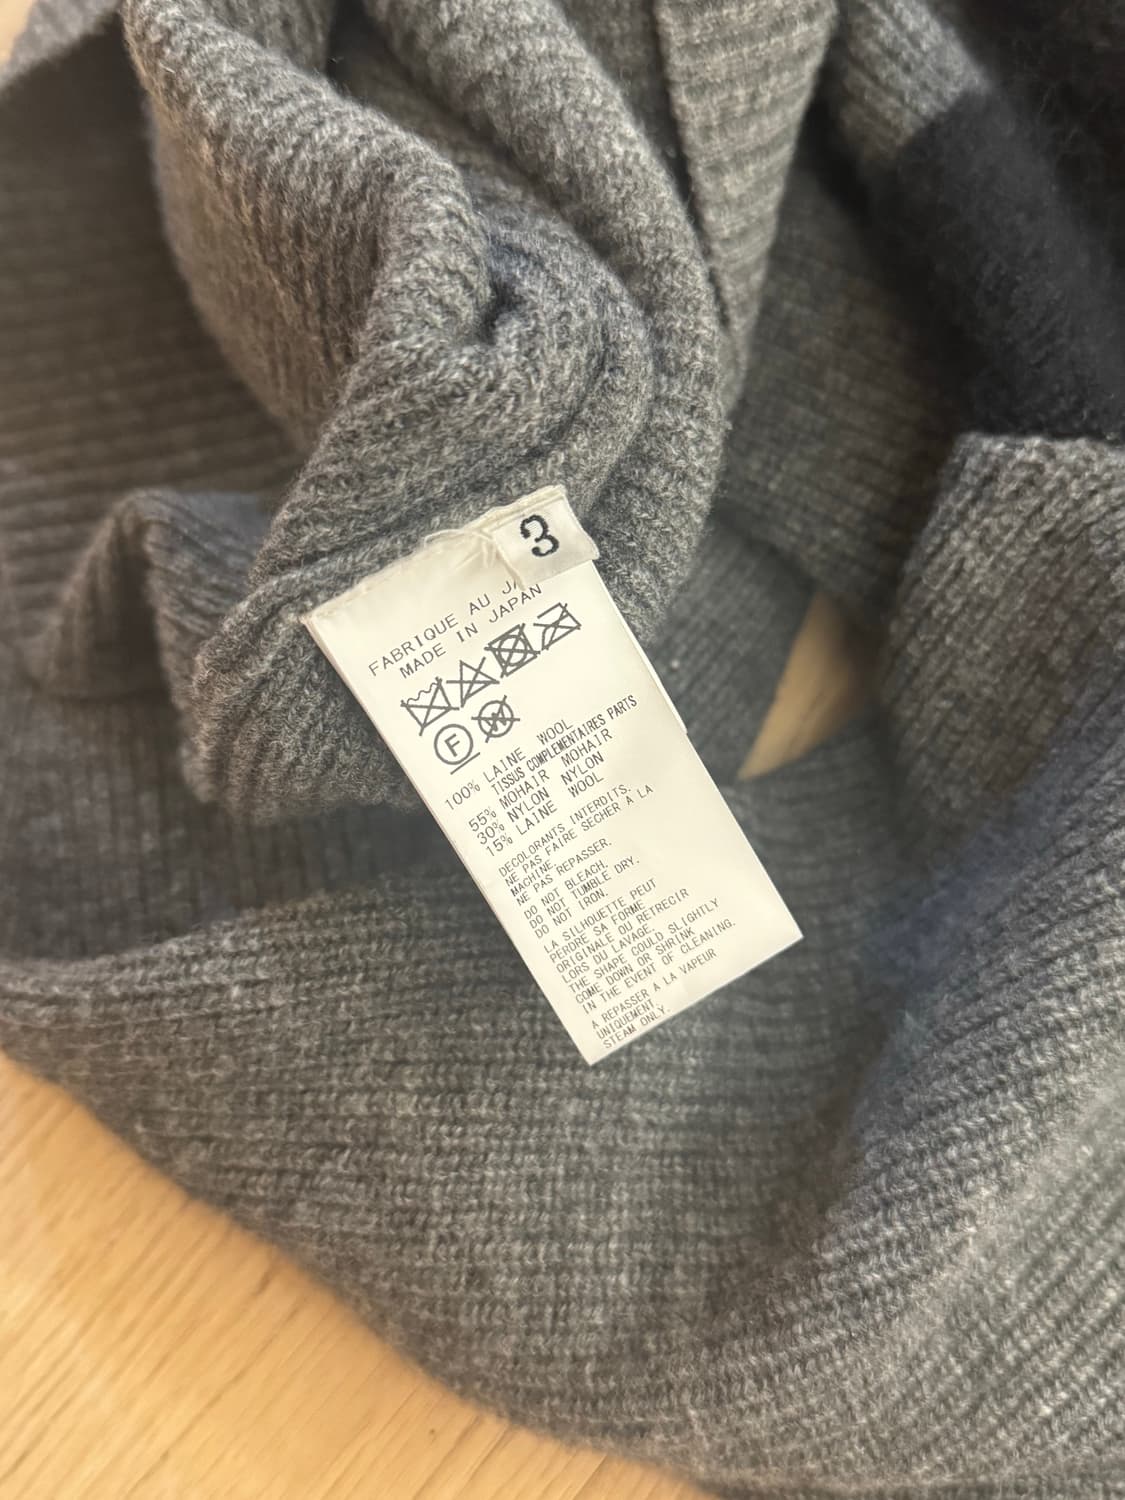 3
FABRIQUE AU JA
MADE IN JAPAN
F W
100% LAINE WOOL
TISSUS COMPLEMENTAIRES PARTS
55% MOHAIR MOHAIR
30% NYLON NYLON
15% LAINE WOOL
DECOLORANTS INTERDITS.
NE PAS FAIRE SECHER A LA
MACHINE.
NE PAS REPASSER.
DO NOT BLEACH.
DO NOT TUMBLE DRY.
DO NOT IRON.
LA SILHOUETTE PEUT
PERDRE SA FORME
ORIGINALE OU RETRECIR
LORS DU LAVAGE.
THE SHAPE COULD SLIGHTLY
COME DOWN OR SHRINK
IN THE EVENT OF CLEANING.
A REPASSER A LA VAPEUR
UNIQUEMENT.
STEAM ONLY.